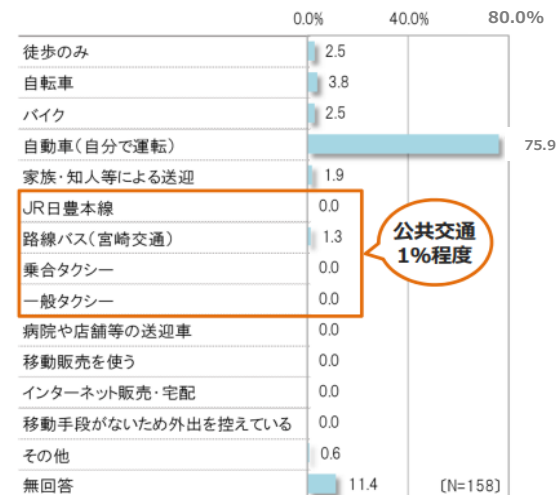 0.0% 40.0% 80.0%
徒歩のみ 2.5
自転車 3.8
バイク 2.5
自動車(自分で運転) 75.9
家族・知人等による送迎 1.9
JR日豊本線 0.0
路線バス(宮崎交通) 1.3
乗合タクシー 0.0
一般タクシー 0.0
公共交通
1%程度
病院や店舗等の送迎車 0.0
移動販売を使う 0.0
インターネット販売・宅配 0.0
移動手段がないため外出を控えている 0.0
その他 0.6
無回答 11.4 [N=158]